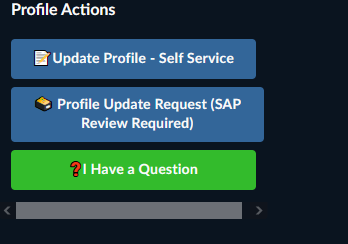 Profile Actions
📝Update Profile - Self Service
🗳️ Profile Update Request (SAP
Review Required)
❓I Have a Question